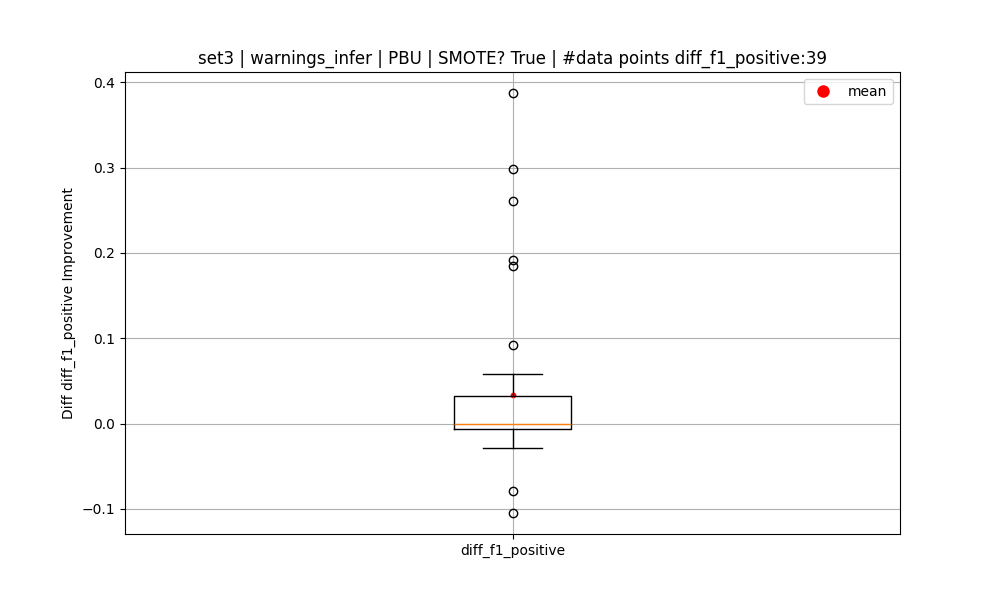 set3 | warnings_infer | PBU | SMOTE? True | #data points diff_f1_positive:39
mean
0.4
0.3
0.2
0.1
0.0
−0.1
Diff diff_f1_positive Improvement
diff_f1_positive